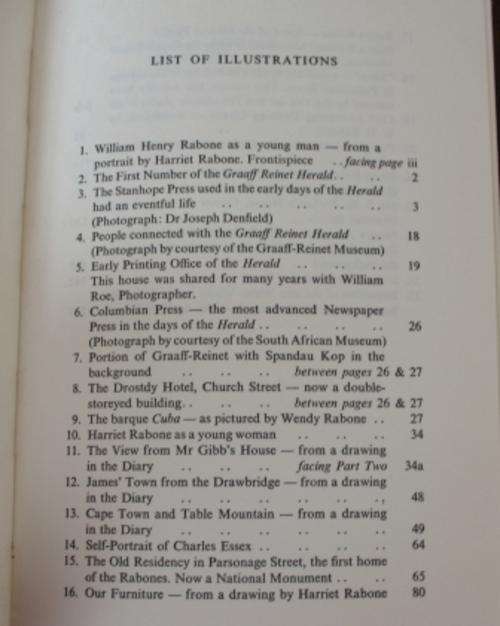 LIST OF ILLUSTRATIONS
1. William Henry Rabone as a young man — from a
portrait by Harriet Rabone. Frontispiece .. facing page iii
2. The First Number of the Graaff Reinet Herald.. .. 2
3. The Stanhope Press used in the early days of the Herald
had an eventful life .. .. .. .. .. 3
(Photograph: Dr Joseph Denfield)
4. People connected with the Graaff Reinet Herald .. 18
(Photograph by courtesy of the Graaff-Reinet Museum)
5. Early Printing Office of the Herald .. .. .. 19
This house was shared for many years with William
Roe, Photographer.
6. Columbian Press — the most advanced Newspaper
Press in the days of the Herald .. .. .. .. 26
(Photograph by courtesy of the South African Museum)
7. Portion of Graaff-Reinet with Spandau Kop in the
background .. .. .. between pages 26 & 27
8. The Drostdy Hotel, Church Street — now a double-
storeyed building.. .. .. between pages 26 & 27
9. The barque Cuba — as pictured by Wendy Rabone .. 27
10. Harriet Rabone as a young woman .. .. .. 34
11. The View from Mr Gibb's House — from a drawing
in the Diary .. .. .. facing Part Two 34a
12. James' Town from the Drawbridge — from a drawing
in the Diary .. .. .. .. .. .. 48
13. Cape Town and Table Mountain — from a drawing
in the Diary .. .. .. .. .. .. 49
14. Self-Portrait of Charles Essex .. .. .. .. 64
15. The Old Residency in Parsonage Street, the first home
of the Rabones. Now a National Monument .. .. 65
16. Our Furniture — from a drawing by Harriet Rabone 80